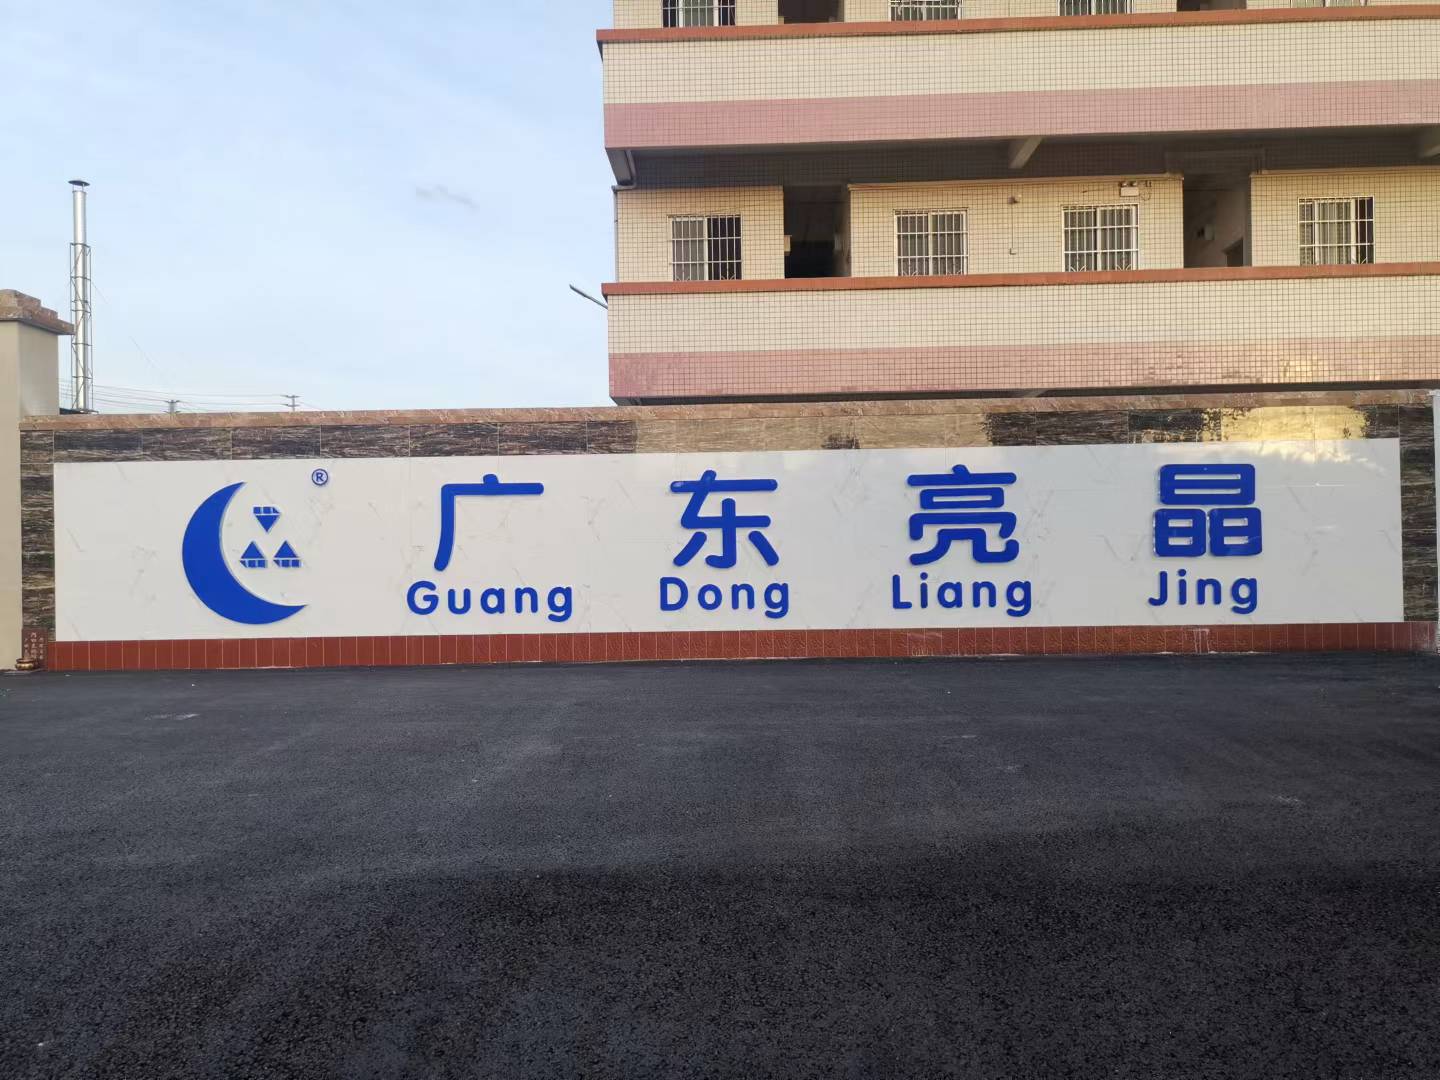 ®
广东亮晶
Guang Dong Liang Jing